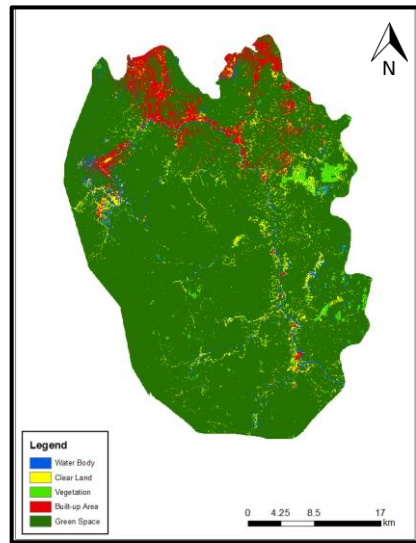 N
Legend
Water Body
Clear Land
Vegetation
Built-up Area
Green Space
0 4.25 8.5 17
km